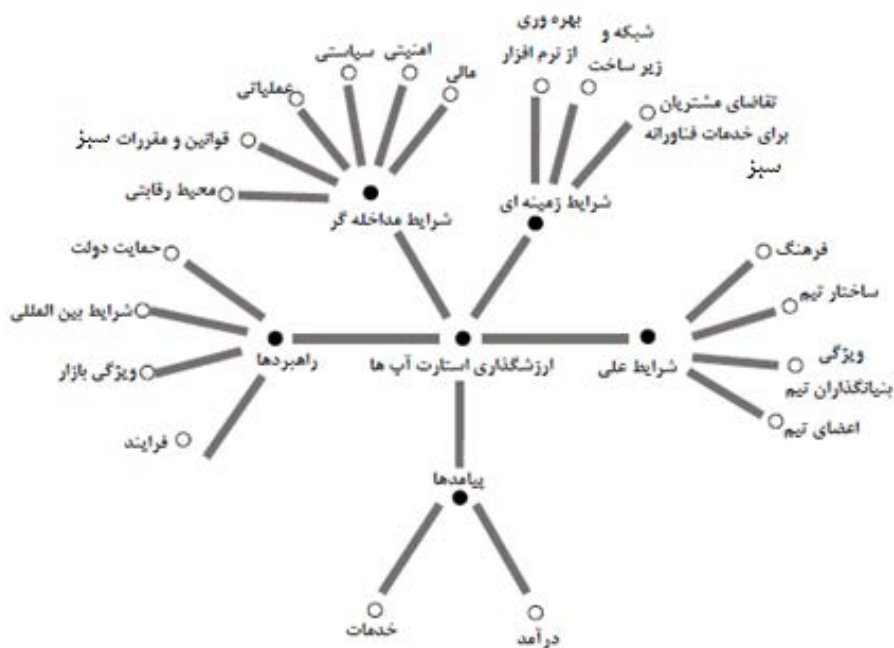 بهره وری
از نرم افزار
شبکه و
زیر ساخت
تقاضای مشتریان
برای خدمات فناورانه
سبز
شرایط زمینه ای
مالی
امنیتی
سیاستی
عملیاتی
قوانین و مقررات سبز
محیط رقابتی
شرایط مداخله گر
حمایت دولت
شرایط بین المللی
ویژگی بازار
فرایند
راهبردها
ارزشگذاری استارت آپ ها
شرایط علی
فرهنگ
ساختار تیم
ویژگی
بنیانگذاران تیم
اعضای تیم
پیامدها
درآمد
خدمات